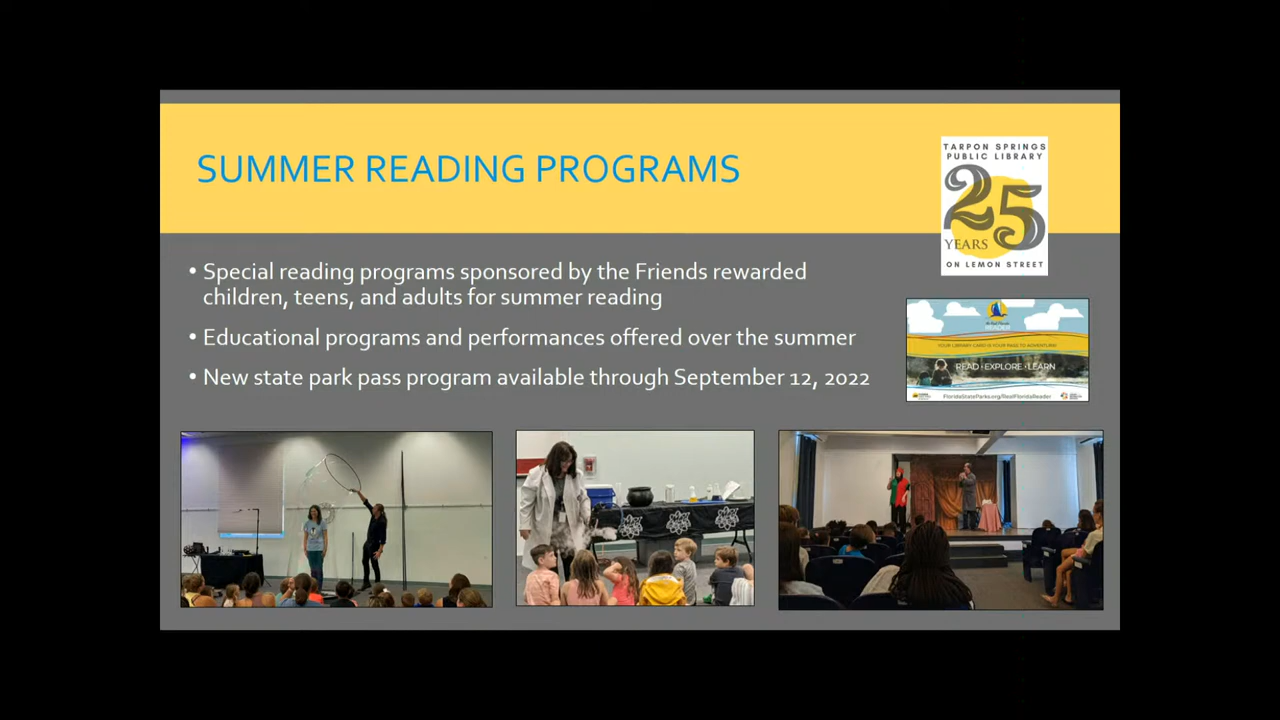 SUMMER READING PROGRAMS
TARPON SPRINGS
PUBLIC LIBRARY
25
YEARS
ON LEMON STREET
• Special reading programs sponsored by the Friends rewarded
children, teens, and adults for summer reading
• Educational programs and performances offered over the summer
• New state park pass program available through September 12, 2022
READER
YOUR LIBRARY CARD IS YOUR PASS TO ADVENTURE!
READ • EXPLORE • LEARN
FloridaStateParks.org/RealFloridaReader